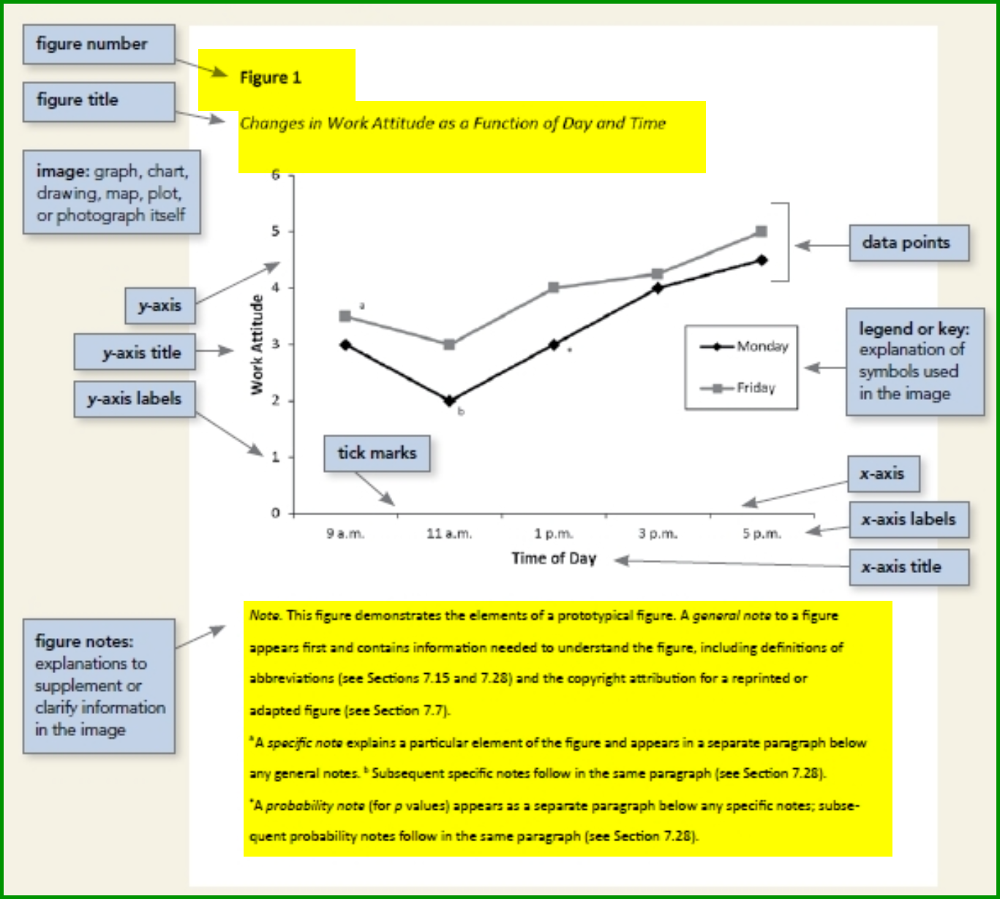 figure number
Figure 1
figure title
Changes in Work Attitude as a Function of Day and Time
image: graph, chart,
drawing, map, plot,
or photograph itself
6
5
4
3
2
1
0
data points
y-axis
y-axis title
y-axis labels
Work Attitude
a
b
*
Monday
Friday
legend or key:
explanation of
symbols used
in the image
tick marks
x-axis
x-axis labels
x-axis title
9 a.m. 11 a.m. 1 p.m. 3 p.m. 5 p.m.
Time of Day
figure notes:
explanations to
supplement or
clarify information
in the image
Note. This figure demonstrates the elements of a prototypical figure. A general note to a figure
appears first and contains information needed to understand the figure, including definitions of
abbreviations (see Sections 7.15 and 7.28) and the copyright attribution for a reprinted or
adapted figure (see Section 7.7).
ᵃA specific note explains a particular element of the figure and appears in a separate paragraph below
any general notes. ᵇ Subsequent specific notes follow in the same paragraph (see Section 7.28).
*A probability note (for p values) appears as a separate paragraph below any specific notes; subse-
quent probability notes follow in the same paragraph (see Section 7.28).